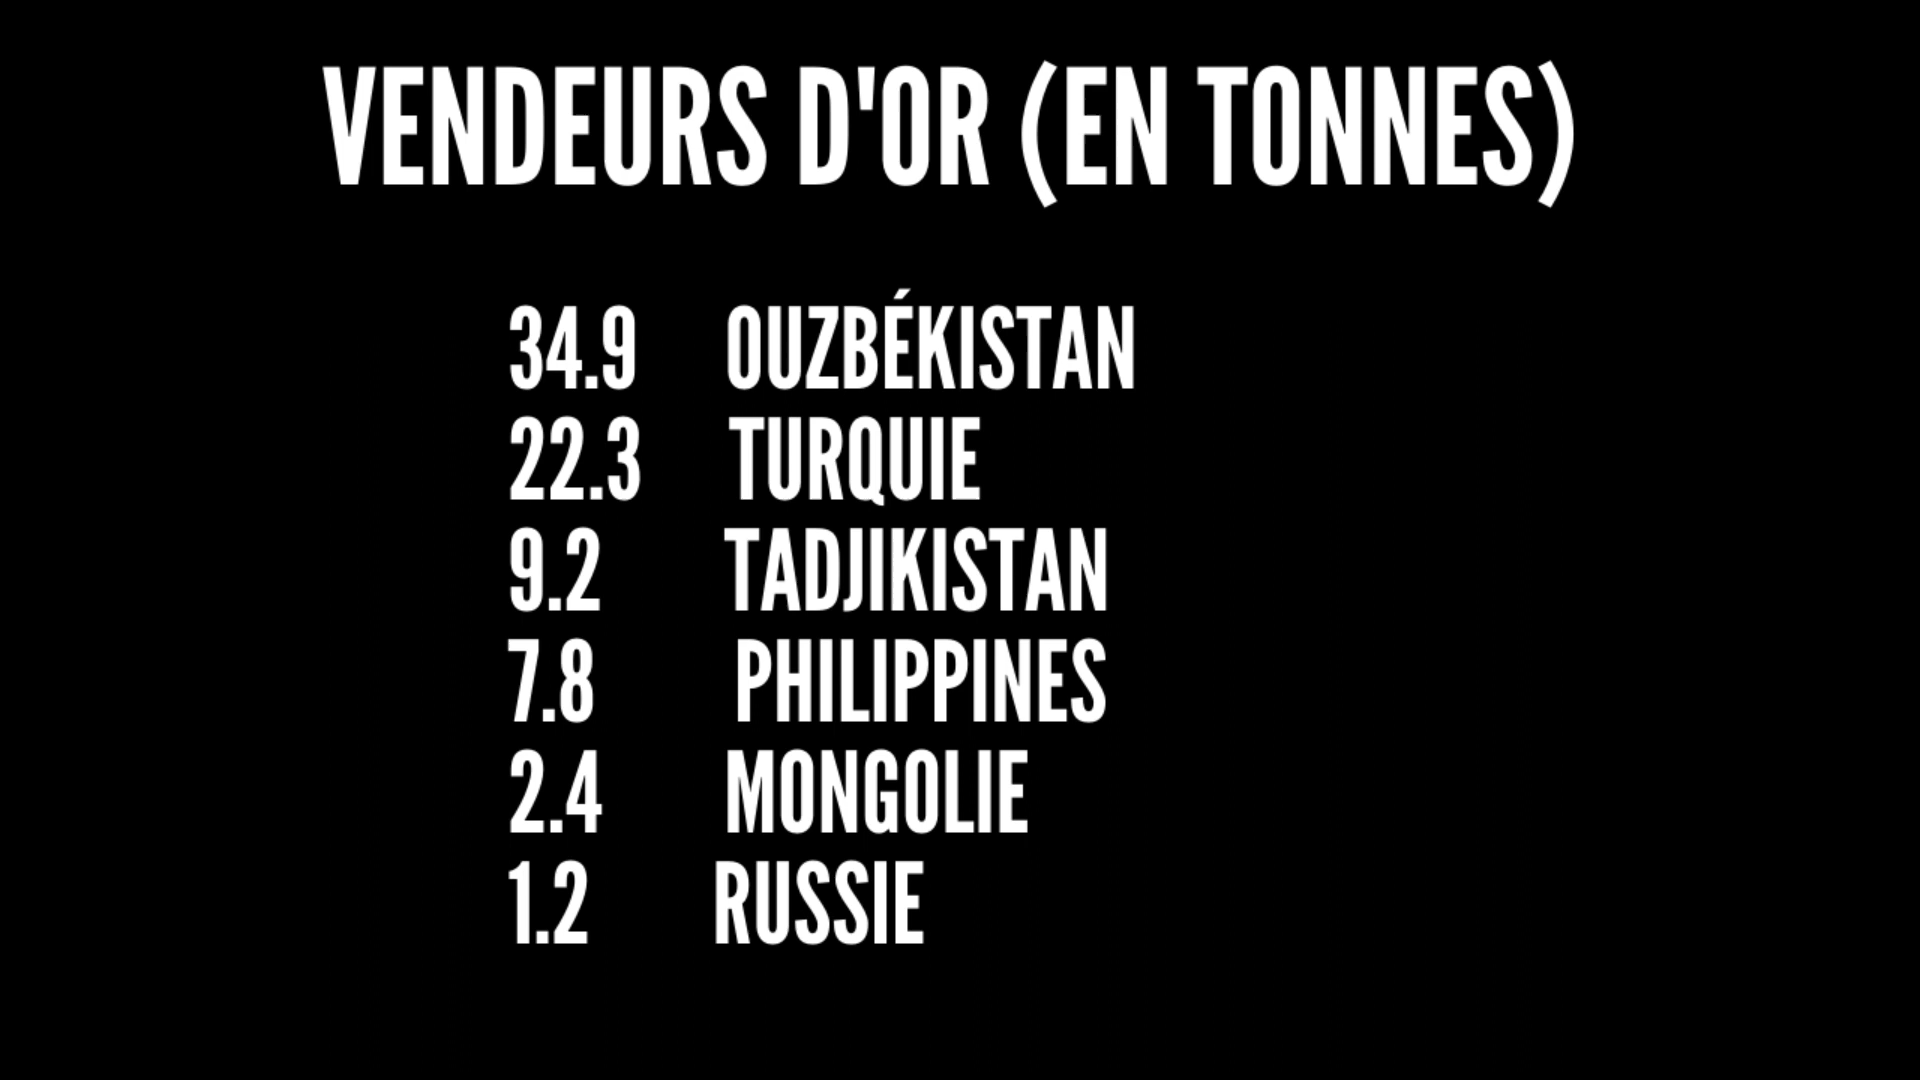 VENDEURS D'OR (EN TONNES)
34.9 OUZBÉKISTAN
22.3 TURQUIE
9.2 TADJIKISTAN
7.8 PHILIPPINES
2.4 MONGOLIE
1.2 RUSSIE